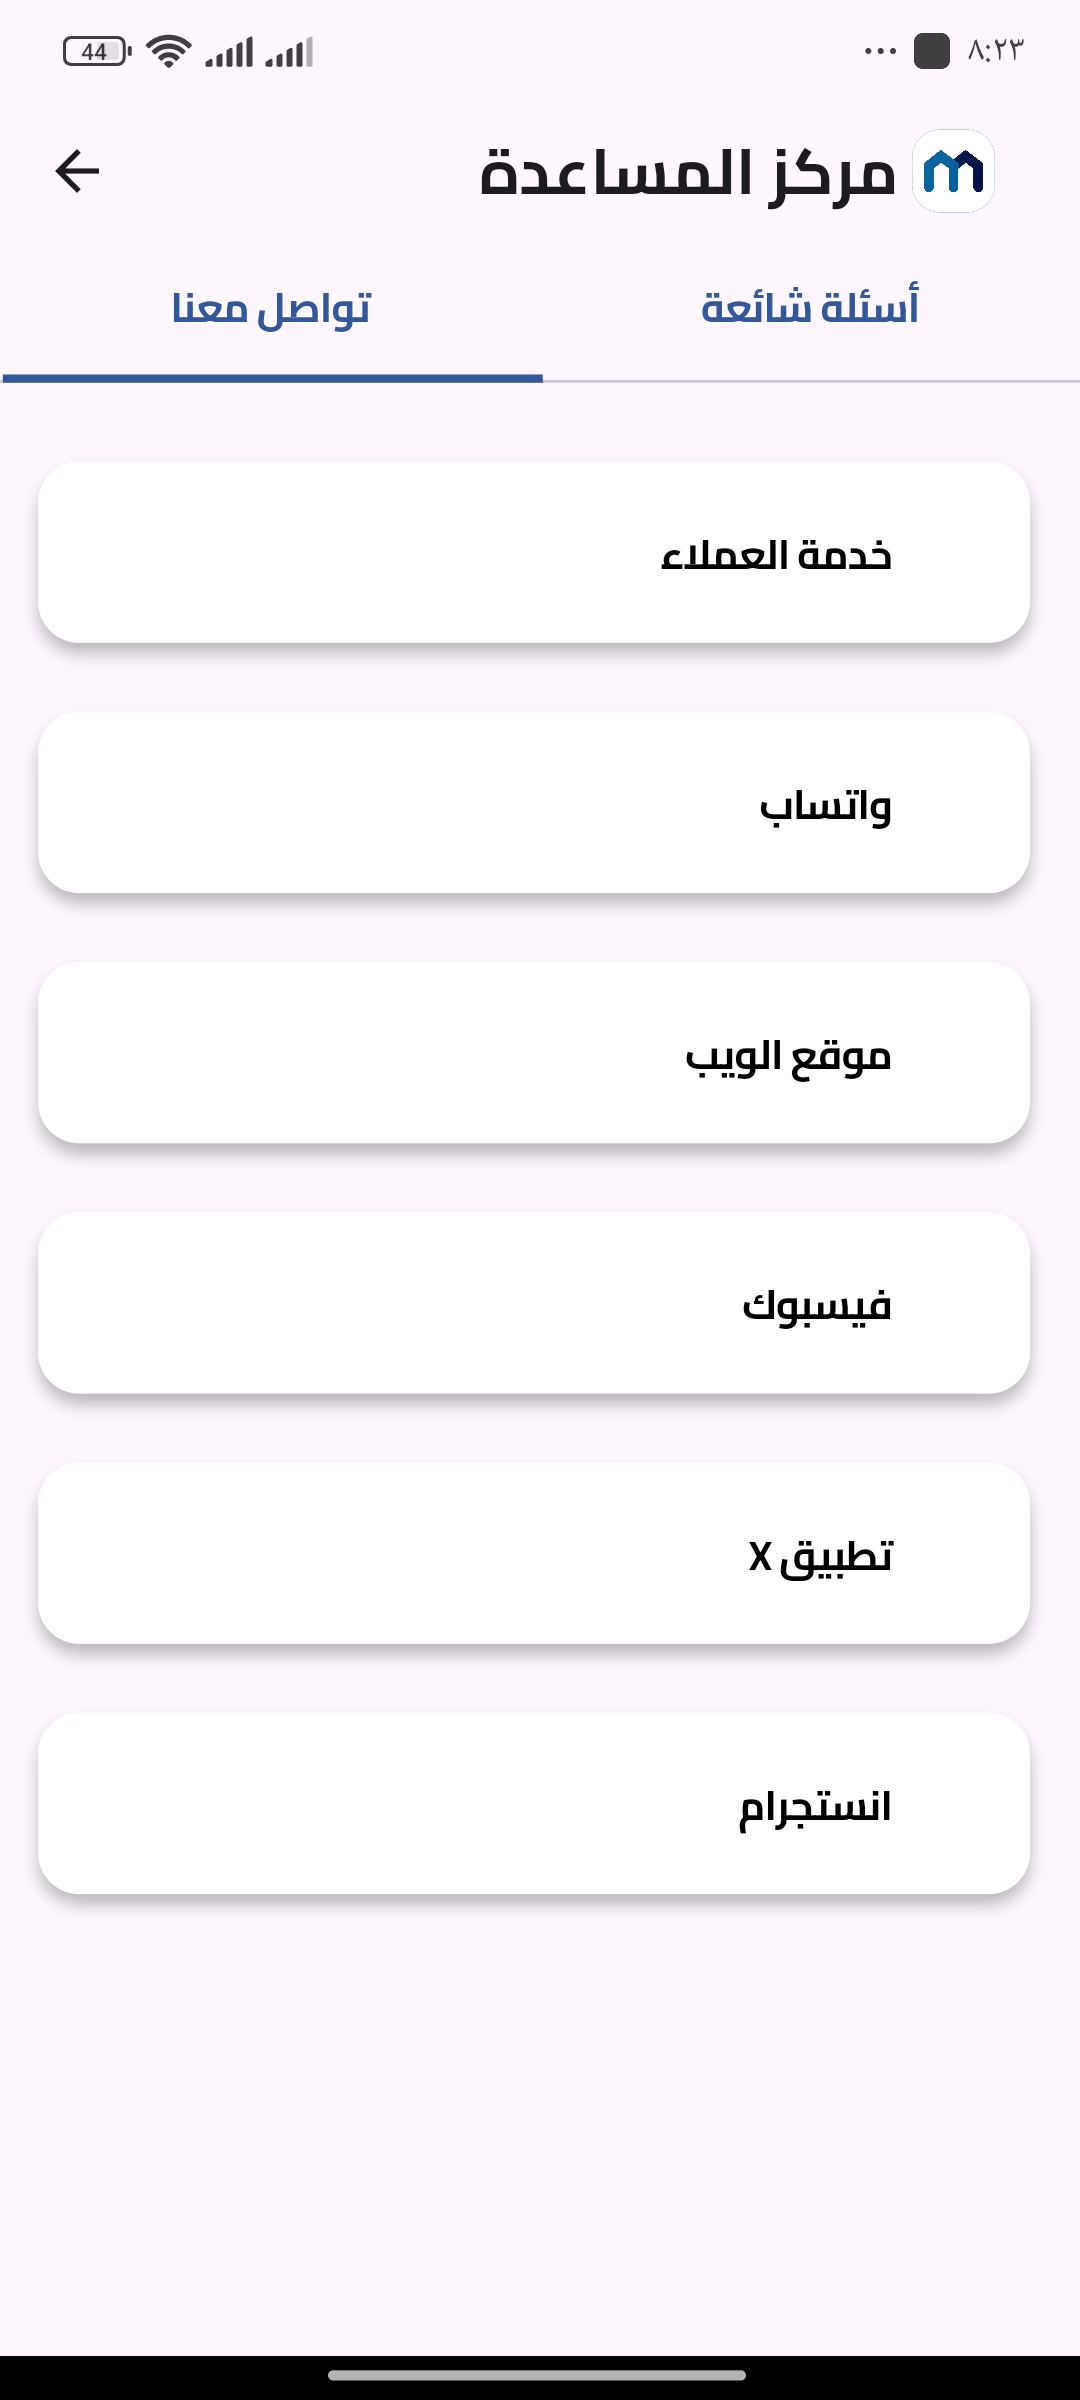 ٨:٢٣
44
مركز المساعدة
أسئلة شائعة
تواصل معنا
خدمة العملاء
واتساب
موقع الويب
فيسبوك
تطبيق X
انستجرام